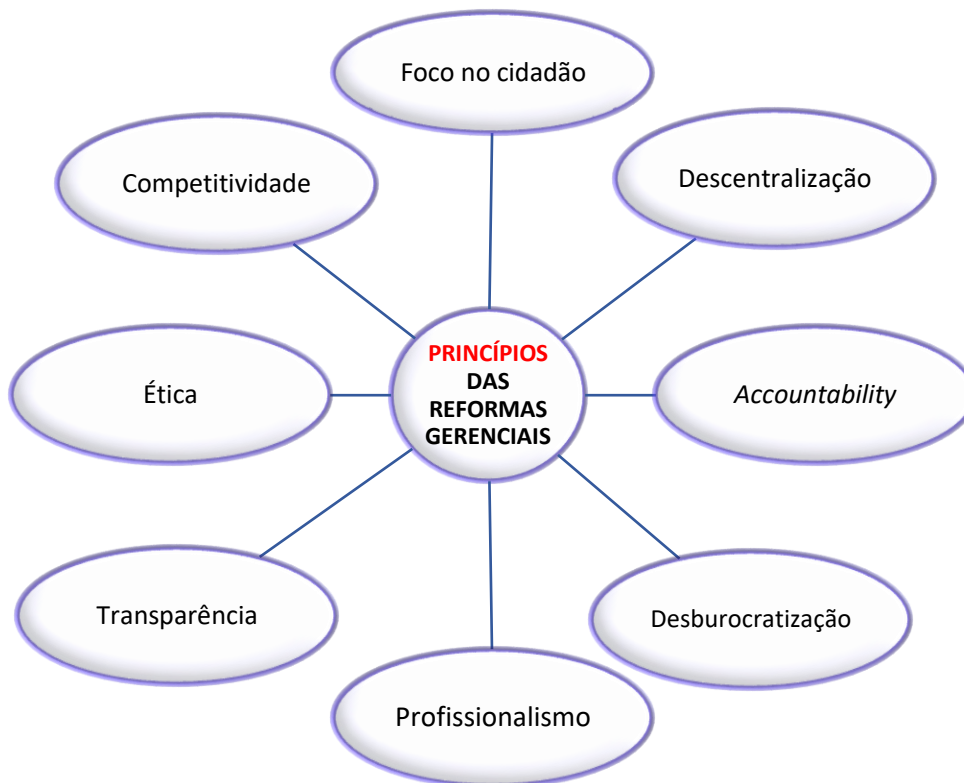 Foco no cidadão
Competitividade
Descentralização
PRINCÍPIOS
DAS
REFORMAS
GERENCIAIS
Ética
Accountability
Transparência
Desburocratização
Profissionalismo